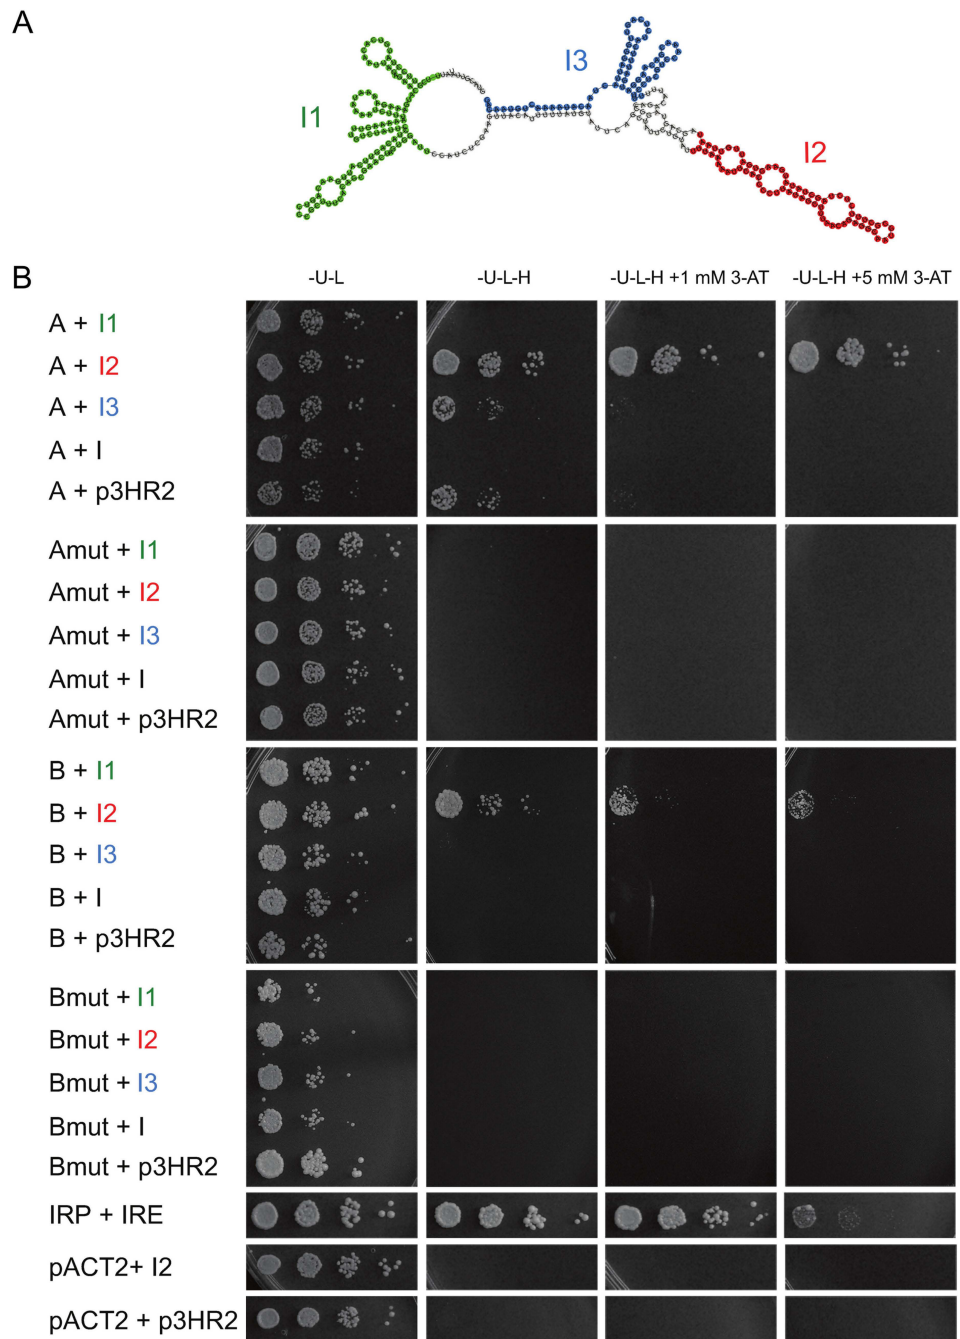 A
I1
I3
I2
B
-U-L -U-L-H -U-L-H +1 mM 3-AT -U-L-H +5 mM 3-AT
A + I1
A + I2
A + I3
A + I
A + p3HR2
Amut + I1
Amut + I2
Amut + I3
Amut + I
Amut + p3HR2
B + I1
B + I2
B + I3
B + I
B + p3HR2
Bmut + I1
Bmut + I2
Bmut + I3
Bmut + I
Bmut + p3HR2
IRP + IRE
pACT2+ I2
pACT2 + p3HR2